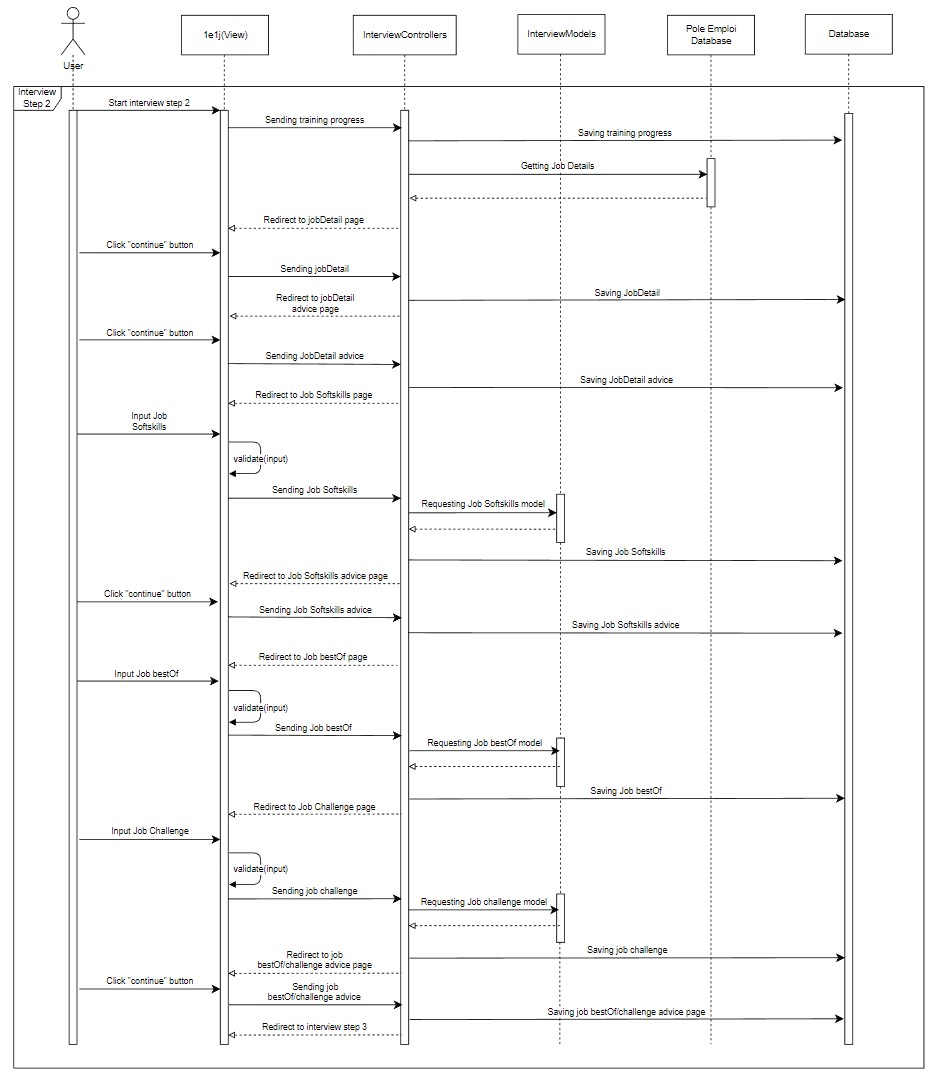 User
1e1j(View)
InterviewControllers
InterviewModels
Pole Emploi
Database
Database
Interview
Step 2
Start interview step 2
Sending training progress
Saving training progress
Getting Job Details
Redirect to jobDetail page
Click "continue" button
Sending jobDetail
Saving JobDetail
Redirect to jobDetail
advice page
Click "continue" button
Sending JobDetail advice
Saving JobDetail advice
Redirect to Job Softskills page
Input Job
Softskills
validate(input)
Sending Job Softskills
Requesting Job Softskills model
Saving Job Softskills
Redirect to Job Softskills advice page
Click "continue" button
Sending Job Softskills advice
Saving Job Softskills advice
Redirect to Job bestOf page
Input Job bestOf
validate(input)
Sending Job bestOf
Requesting Job bestOf model
Saving Job bestOf
Redirect to Job Challenge page
Input Job Challenge
validate(input)
Sending job challenge
Requesting Job challenge model
Saving job challenge
Redirect to job
bestOf/challenge advice page
Click "continue" button
Sending job
bestOf/challenge advice
Saving job bestOf/challenge advice page
Redirect to interview step 3